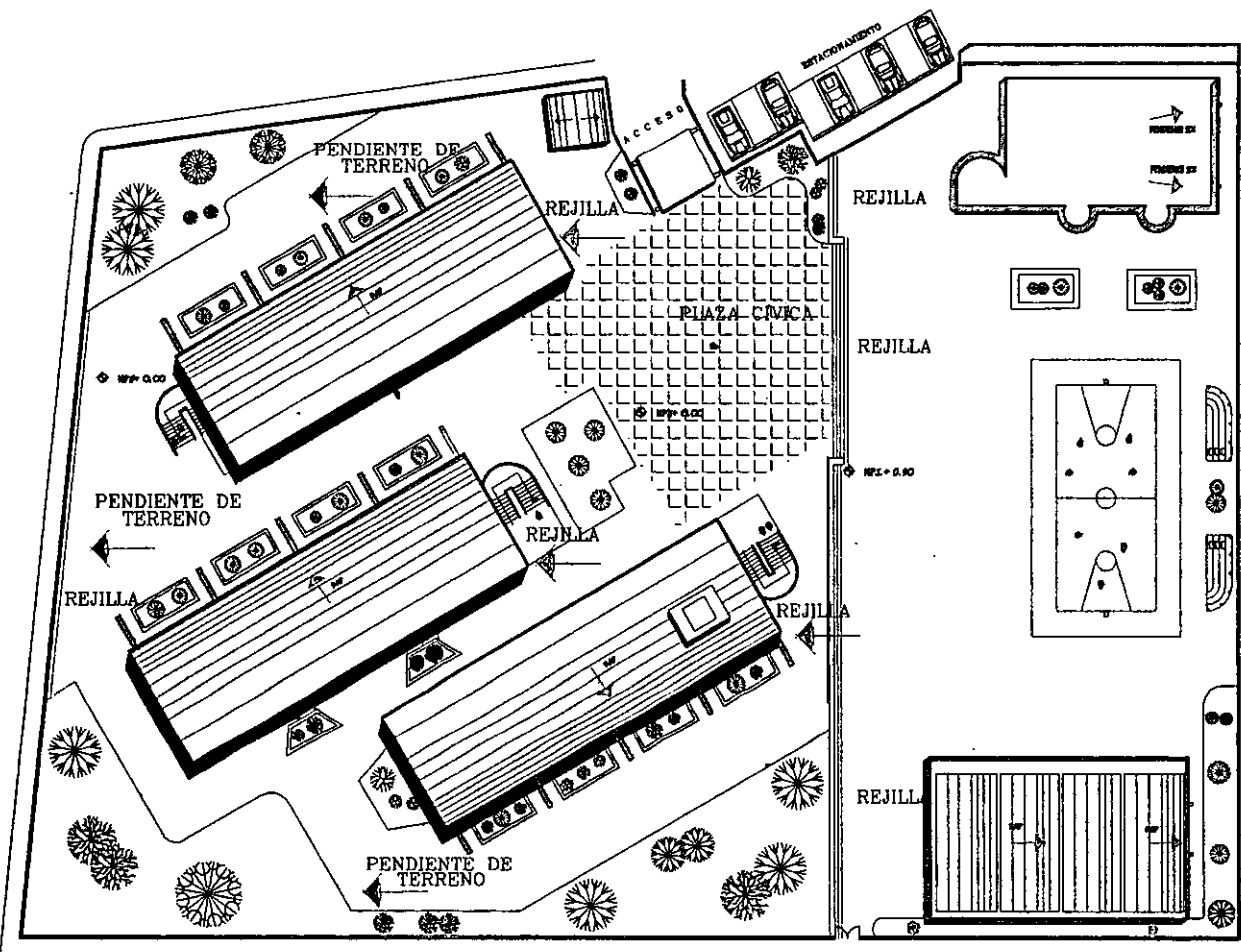 ESTACIONAMIENTO
ACCESO
PENDIENTE DE
TERRENO
REJILLA
REJILLA
PLAZA CIVICA
REJILLA
PENDIENTE DE
TERRENO
REJILLA
REJILLA
REJILLA
REJILLA
PENDIENTE DE
TERRENO